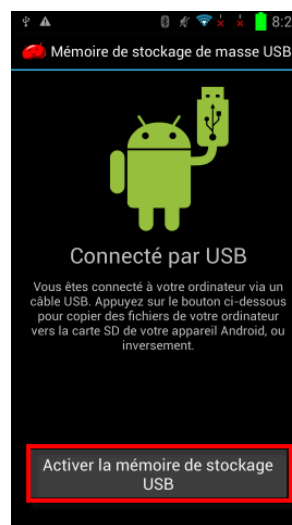 8:2
Mémoire de stockage de masse USB
Connecté par USB
Vous êtes connecté à votre ordinateur via un
câble USB. Appuyez sur le bouton ci-dessous
pour copier des fichiers de votre ordinateur
vers la carte SD de votre appareil Android, ou
inversement.
Activer la mémoire de stockage
USB